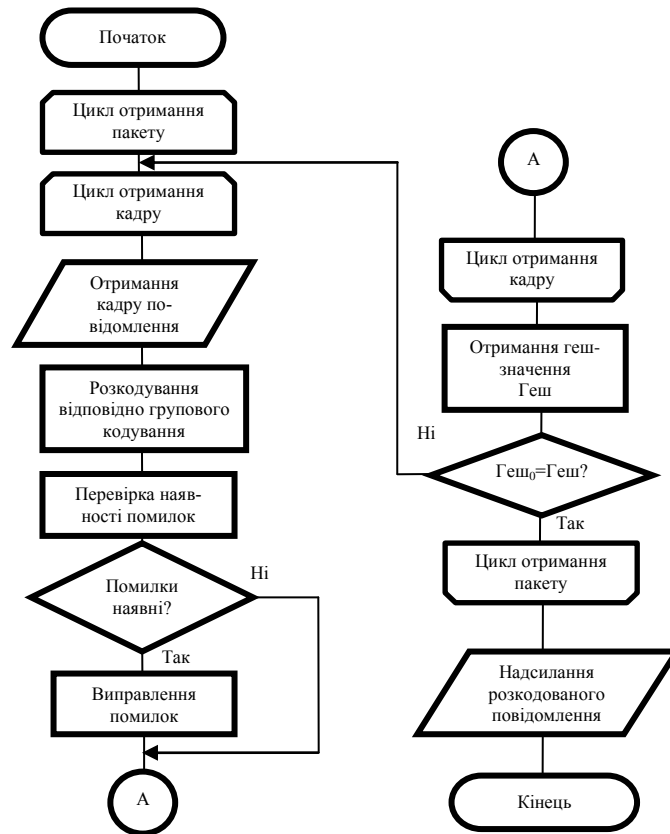 Початок
Цикл отримання
пакету
Цикл отримання
кадру
Отримання
кадру по-
відомлення
Розкодування
відповідно групового
кодування
Перевірка наяв-
ності помилок
Помилки
наявні?
Ні
Так
Виправлення
помилок
А
А
Цикл отримання
кадру
Отримання геш-
значення
Геш
Ні
Геш₀=Геш?
Так
Цикл отримання
пакету
Надсилання
розкодованого
повідомлення
Кінець